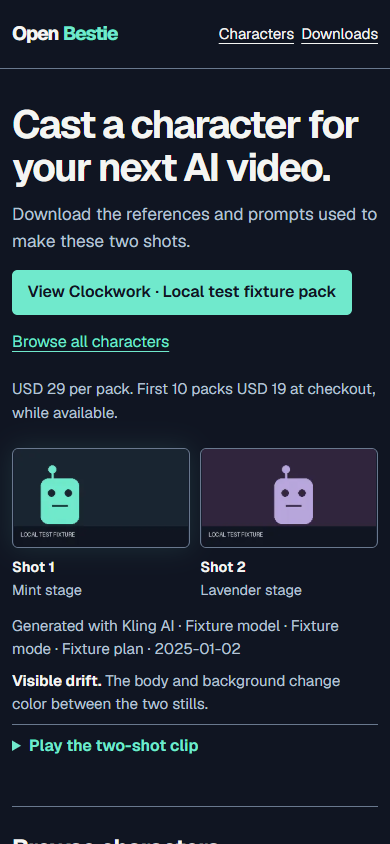 Open Bestie
Characters Downloads
Cast a character for
your next AI video.
Download the references and prompts used to
make these two shots.
View Clockwork · Local test fixture pack
Browse all characters
USD 29 per pack. First 10 packs USD 19 at checkout,
while available.
LOCAL TEST FIXTURE
LOCAL TEST FIXTURE
Shot 1
Mint stage
Shot 2
Lavender stage
Generated with Kling AI · Fixture model · Fixture
mode · Fixture plan · 2025-01-02
Visible drift. The body and background change
color between the two stills.
Play the two-shot clip
Browse characters